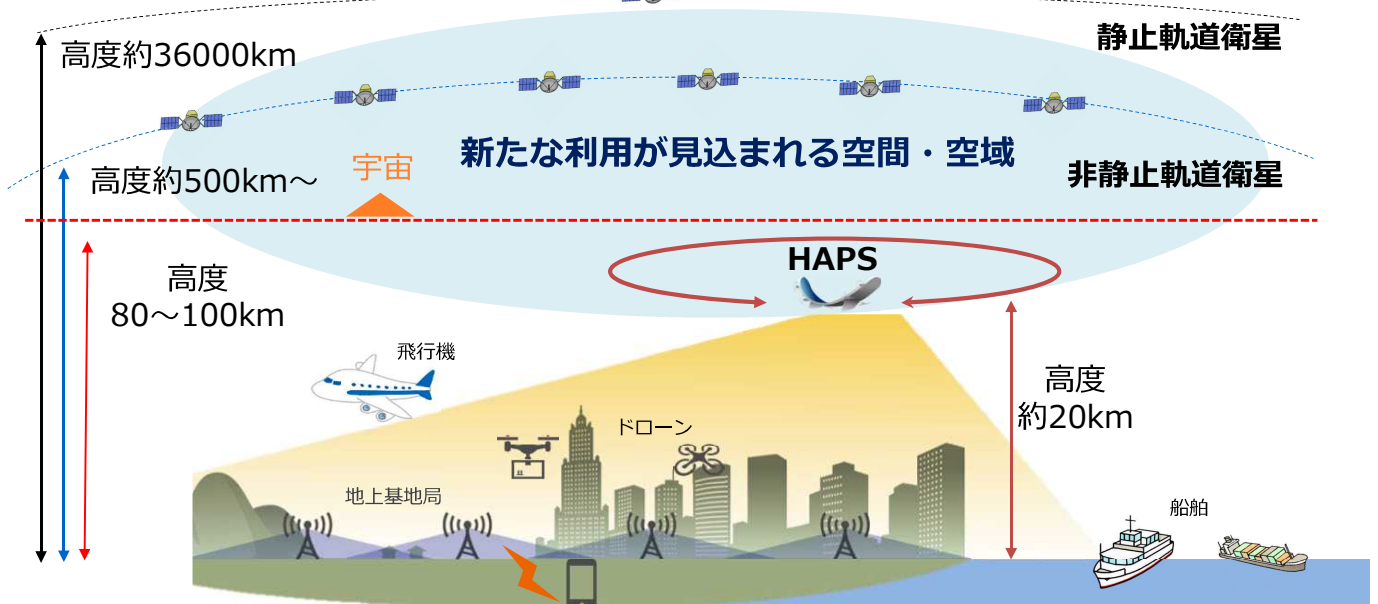 高度約36000km
静止軌道衛星
新たな利用が見込まれる空間・空域
宇宙
高度約500km～
非静止軌道衛星
HAPS
高度
80～100km
飛行機
高度
約20km
ドローン
地上基地局
船舶